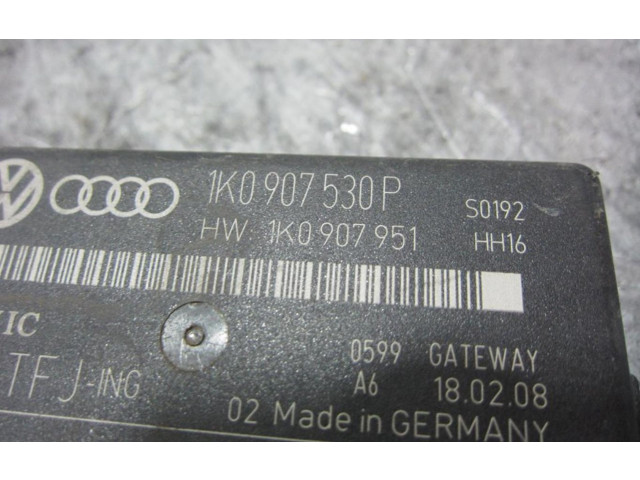 1K0 907 530 P
HW: 1K0 907 951
S0192
HH16
IC
TFJ-ING
0599 GATEWAY
A6 18.02.08
02 Made in GERMANY